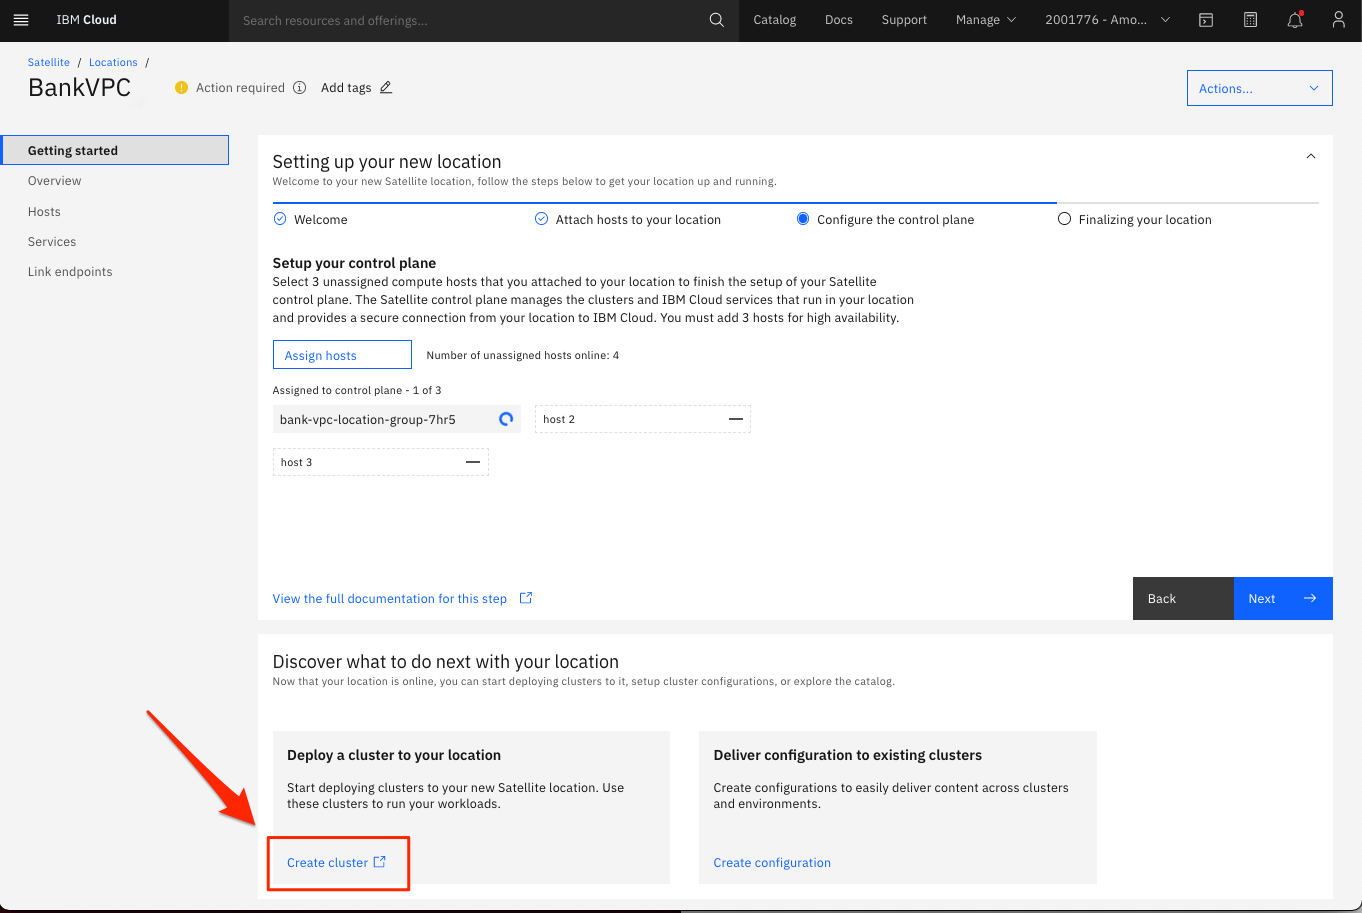 IBM Cloud
Search resources and offerings...
Catalog
Docs
Support
Manage
2001776 - Amo...
Satellite / Locations /
BankVPC
Action required
Add tags
Actions...
Getting started
Overview
Hosts
Services
Link endpoints
Setting up your new location
Welcome to your new Satellite location, follow the steps below to get your location up and running.
Welcome
Attach hosts to your location
Configure the control plane
Finalizing your location
Setup your control plane
Select 3 unassigned compute hosts that you attached to your location to finish the setup of your Satellite
control plane. The Satellite control plane manages the clusters and IBM Cloud services that run in your location
and provides a secure connection from your location to IBM Cloud. You must add 3 hosts for high availability.
Assign hosts
Number of unassigned hosts online: 4
Assigned to control plane - 1 of 3
bank-vpc-location-group-7hr5
host 2
host 3
View the full documentation for this step
Back
Next
Discover what to do next with your location
Now that your location is online, you can start deploying clusters to it, setup cluster configurations, or explore the catalog.
Deploy a cluster to your location
Start deploying clusters to your new Satellite location. Use
these clusters to run your workloads.
Create cluster
Deliver configuration to existing clusters
Create configurations to easily deliver content across clusters
and environments.
Create configuration